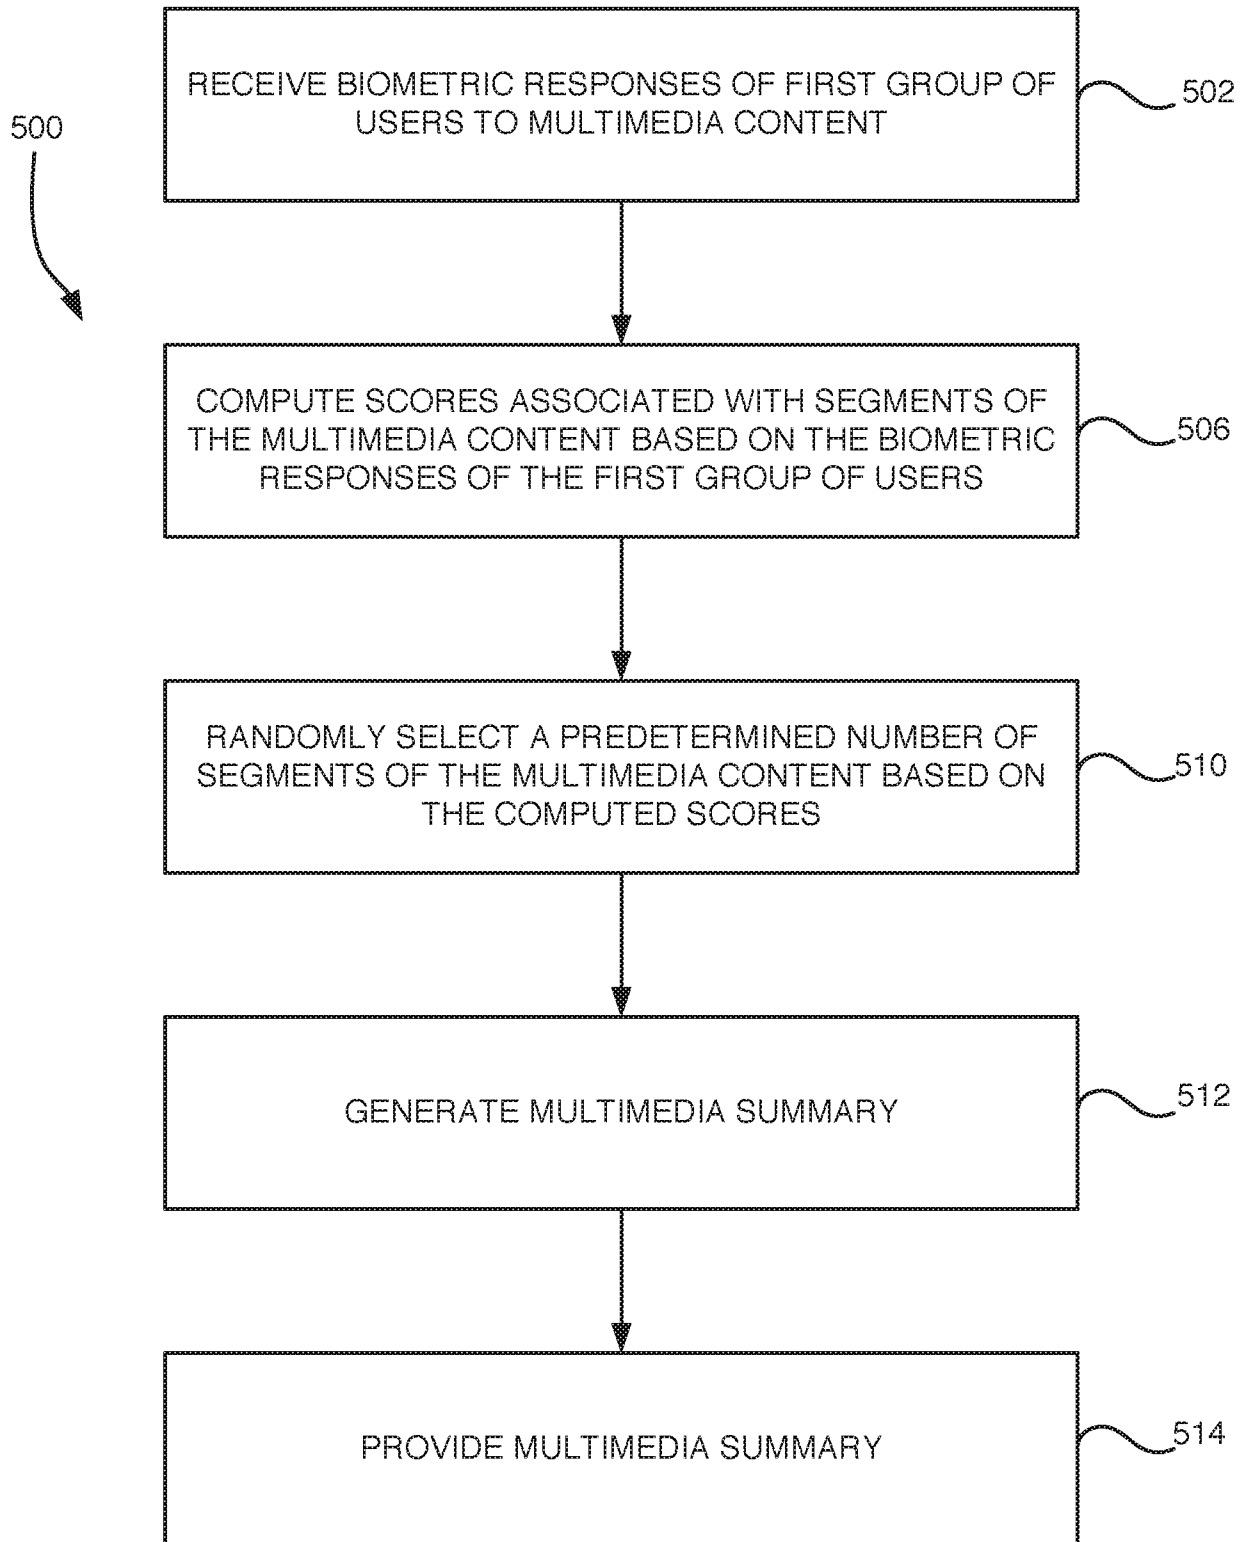 RECEIVE BIOMETRIC RESPONSES OF FIRST GROUP OF
USERS TO MULTIMEDIA CONTENT
502
500
COMPUTE SCORES ASSOCIATED WITH SEGMENTS OF
THE MULTIMEDIA CONTENT BASED ON THE BIOMETRIC
RESPONSES OF THE FIRST GROUP OF USERS
506
RANDOMLY SELECT A PREDETERMINED NUMBER OF
SEGMENTS OF THE MULTIMEDIA CONTENT BASED ON
THE COMPUTED SCORES
510
GENERATE MULTIMEDIA SUMMARY
512
PROVIDE MULTIMEDIA SUMMARY
514